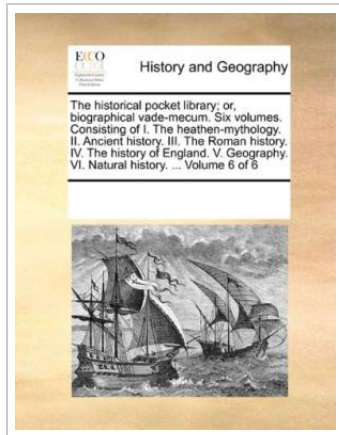 ECCO
History and Geography
The historical pocket library; or,
biographical vade-mecum. Six volumes.
Consisting of I. The heathen-mythology.
II. Ancient history. III. The Roman history.
IV. The history of England. V. Geography.
VI. Natural history. ... Volume 6 of 6